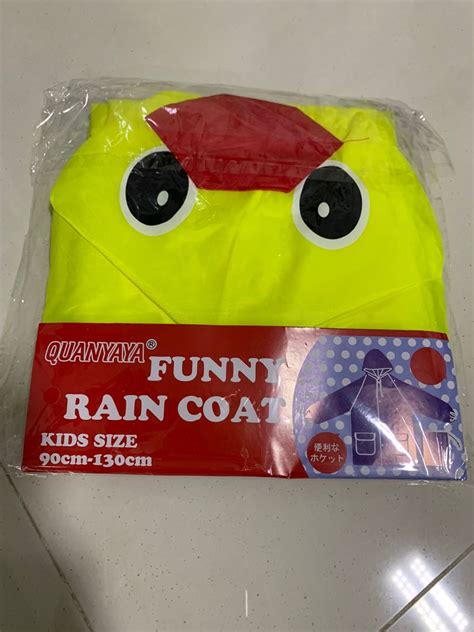 QUANYAYA®
FUNNY
RAIN COAT
KIDS SIZE
90cm-130cm
便利な
ポケット